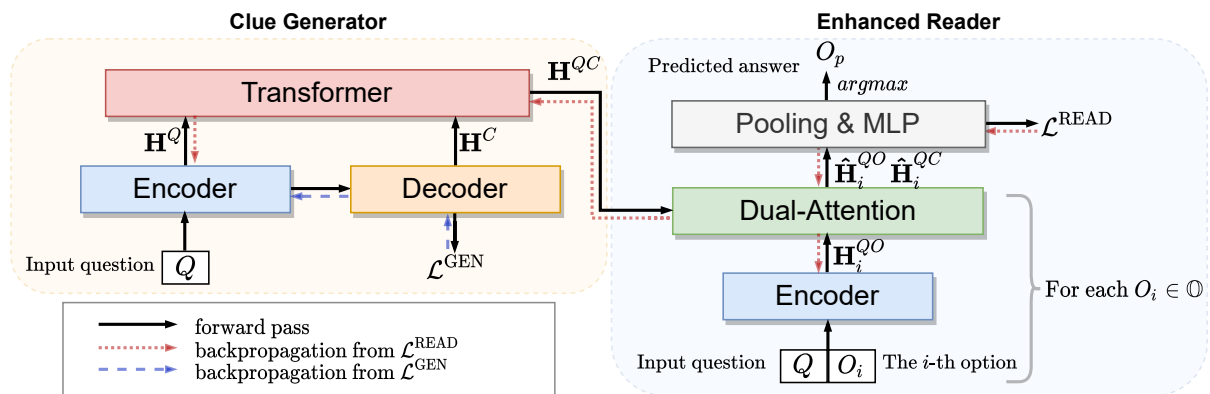 Clue Generator
Transformer
H^{QC}
H^Q
H^C
Encoder
Decoder
Input question Q
ℒ^{GEN}
forward pass
backpropagation from ℒ^{READ}
backpropagation from ℒ^{GEN}
Enhanced Reader
Predicted answer O_p
argmax
Pooling & MLP
ℒ^{READ}
Ĥ_i^{QO} Ĥ_i^{QC}
Dual-Attention
H_i^{QO}
Encoder
For each O_i ∈ 𝕆
Input question Q O_i The i-th option